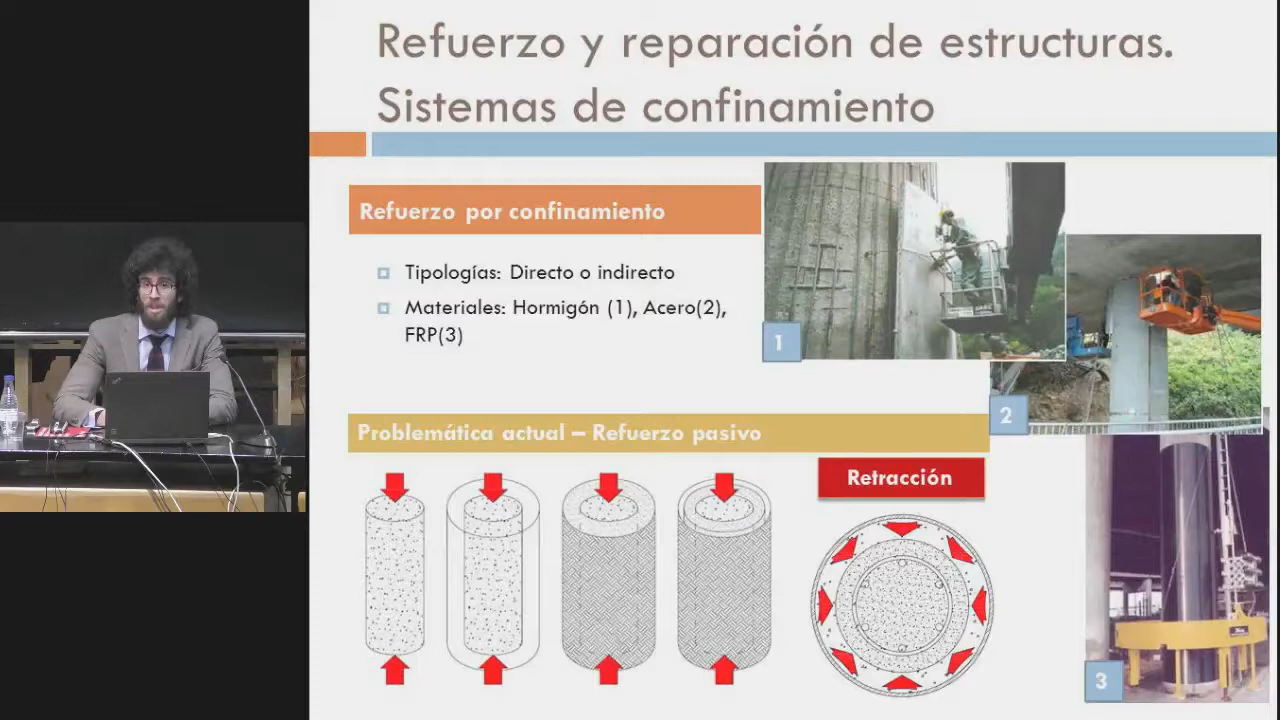 Refuerzo y reparación de estructuras.
Sistemas de confinamiento
Refuerzo por confinamiento
Tipologías: Directo o indirecto
Materiales: Hormigón (1), Acero(2),
FRP(3)
1
2
Problemática actual – Refuerzo pasivo
Retracción
3